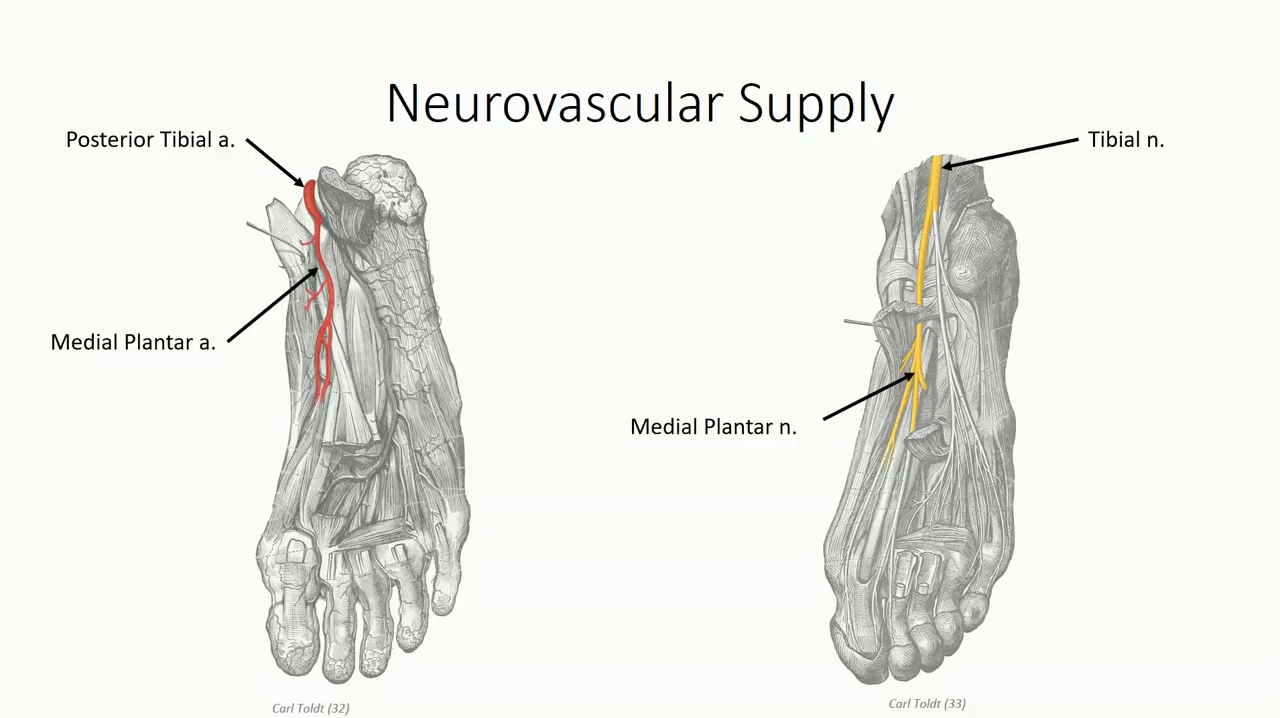 Neurovascular Supply
Posterior Tibial a.
Tibial n.
Medial Plantar a.
Medial Plantar n.
Carl Toldt (32)
Carl Toldt (33)